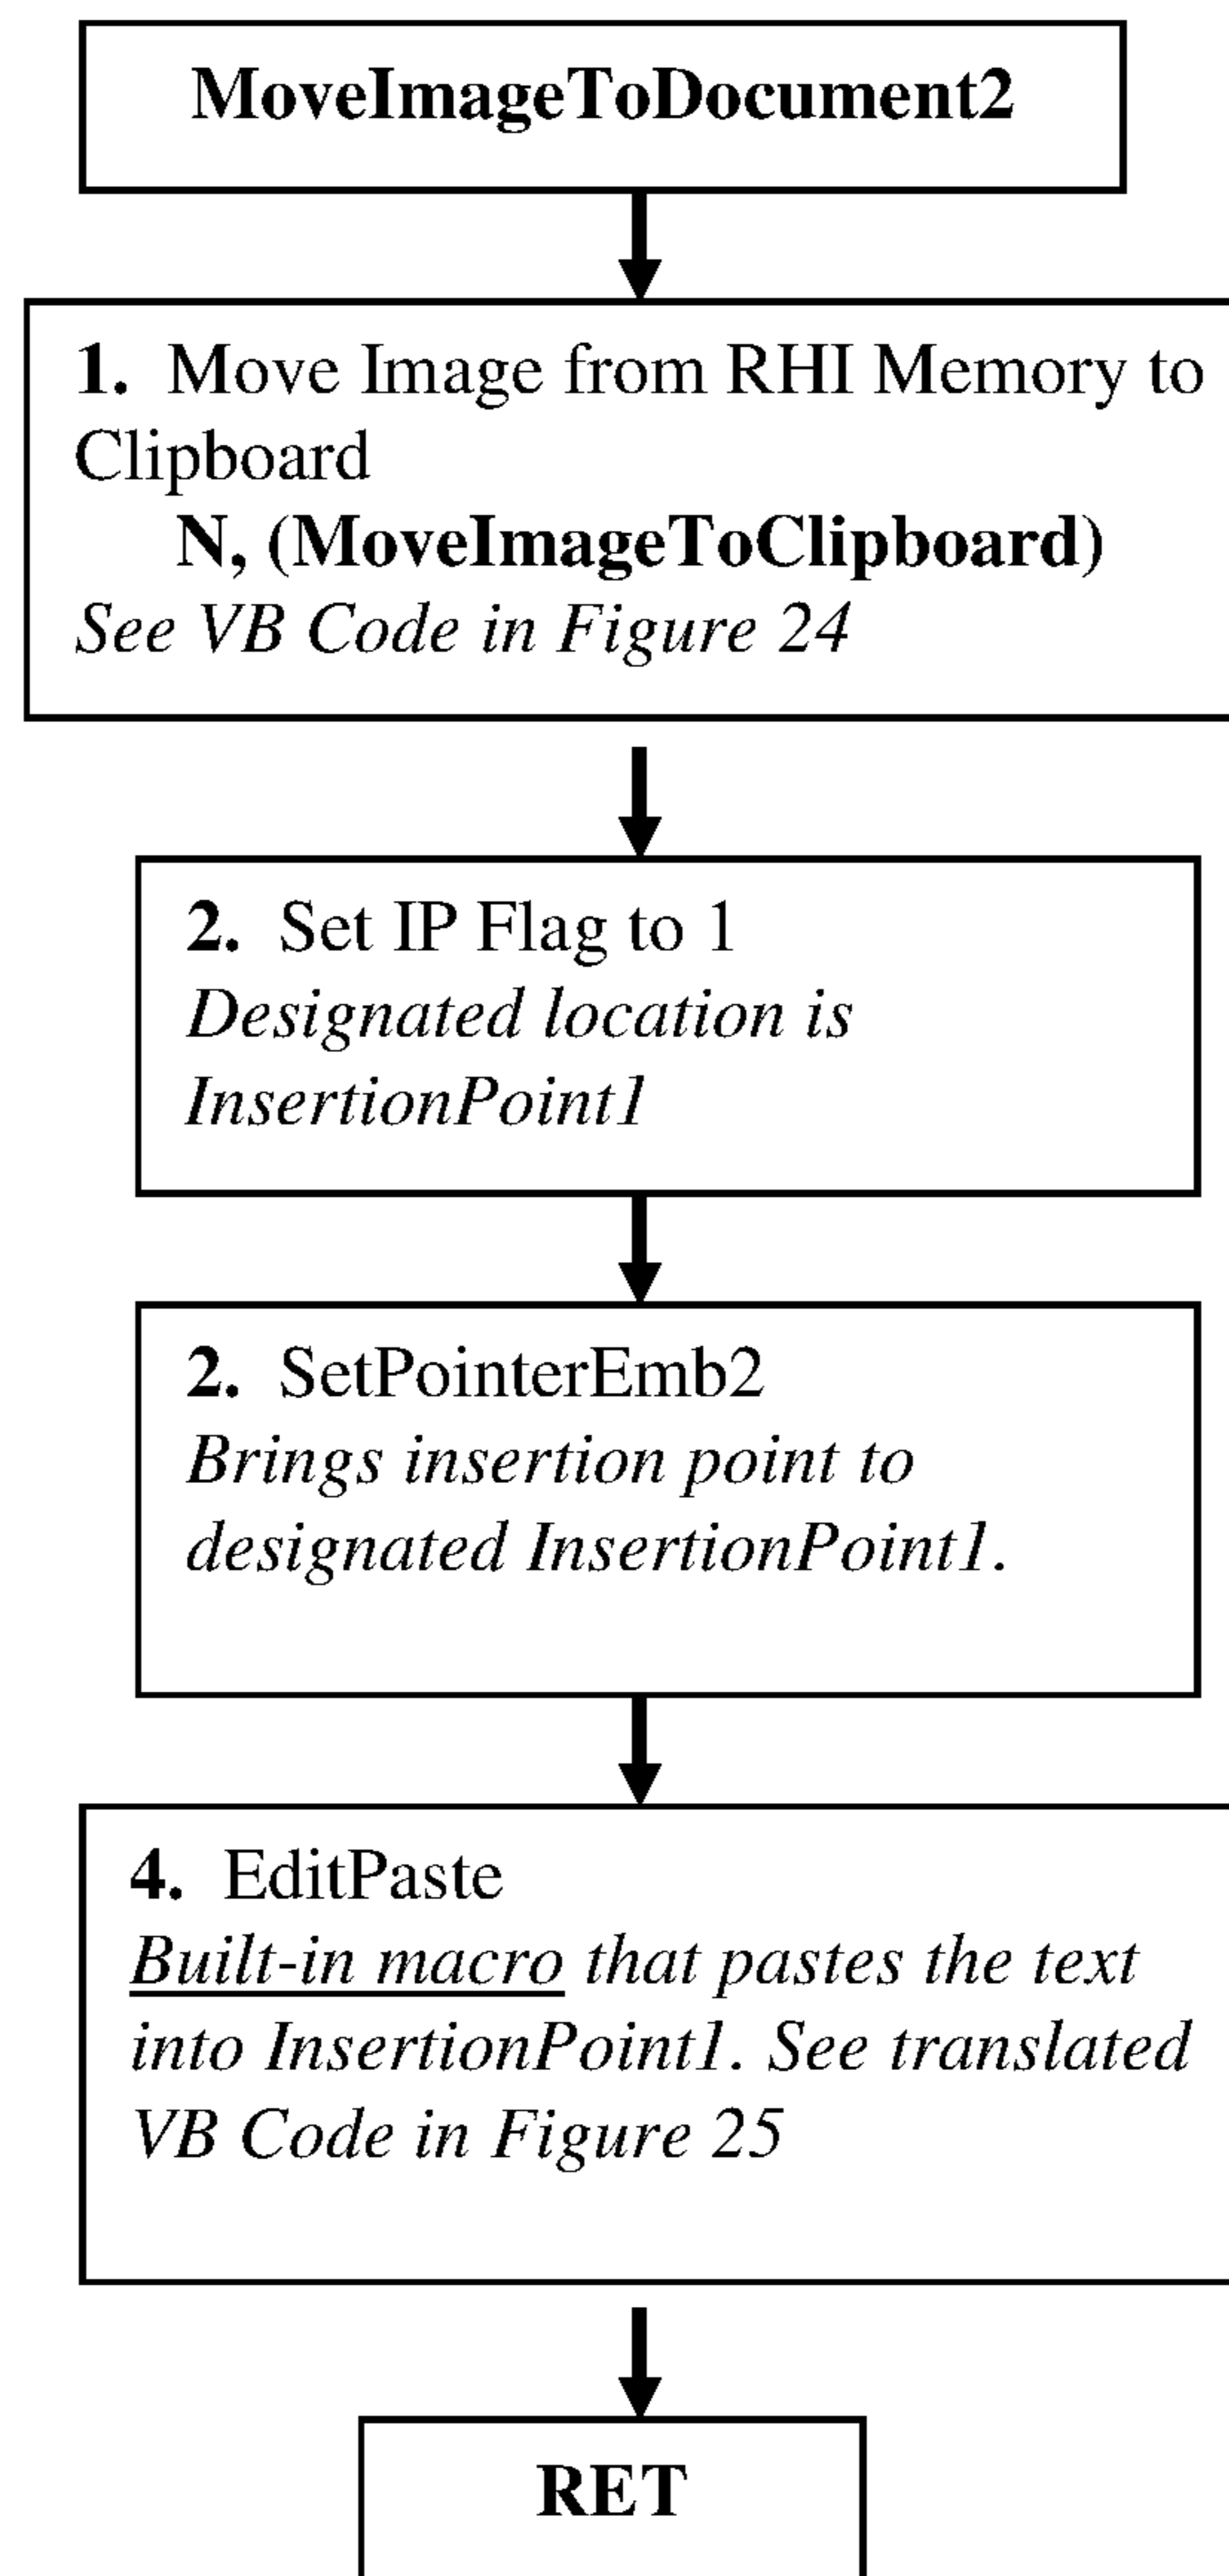 MoveImageToDocument2
1. Move Image from RHI Memory to
Clipboard
N, (MoveImageToClipboard)
See VB Code in Figure 24
2. Set IP Flag to 1
Designated location is
InsertionPoint1
2. SetPointerEmb2
Brings insertion point to
designated InsertionPoint1.
4. EditPaste
Built-in macro that pastes the text
into InsertionPoint1. See translated
VB Code in Figure 25
RET